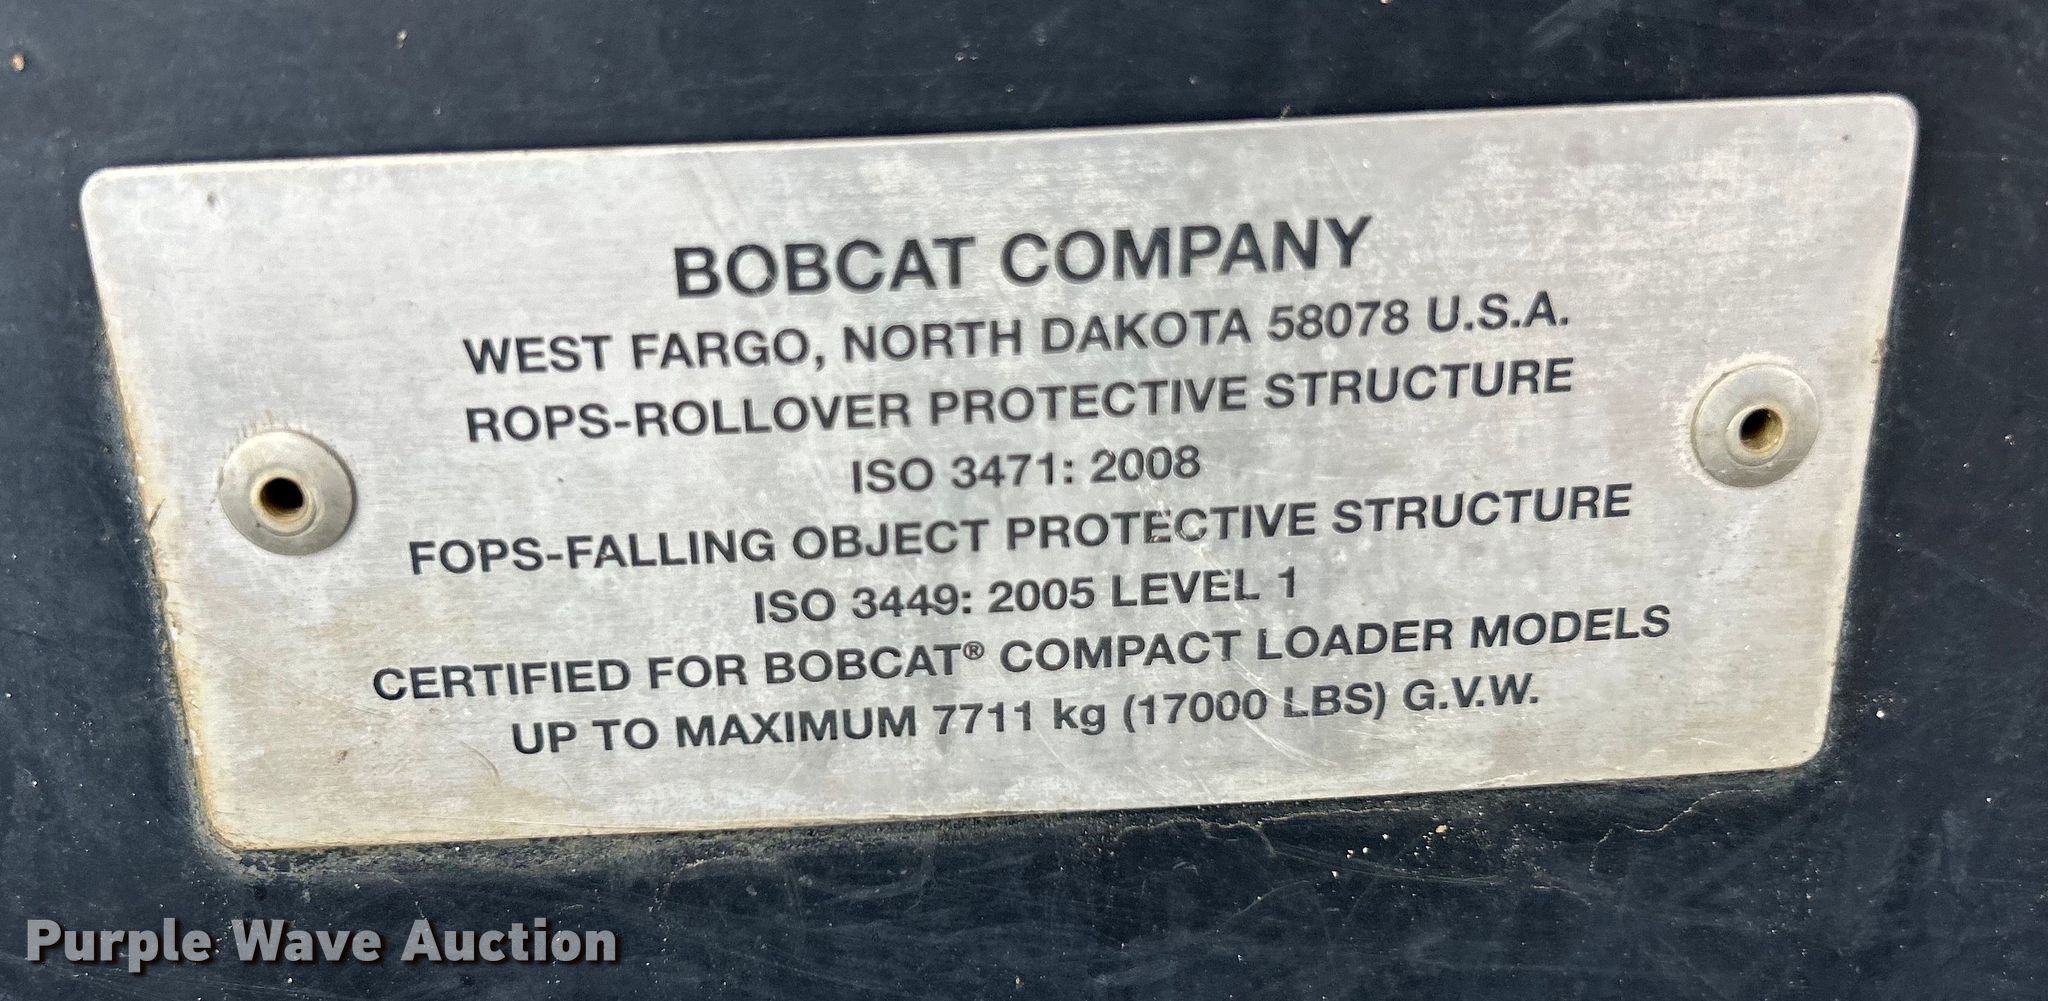 BOBCAT COMPANY
WEST FARGO, NORTH DAKOTA 58078 U.S.A.
ROPS-ROLLOVER PROTECTIVE STRUCTURE
ISO 3471: 2008
FOPS-FALLING OBJECT PROTECTIVE STRUCTURE
ISO 3449: 2005 LEVEL 1
CERTIFIED FOR BOBCAT® COMPACT LOADER MODELS
UP TO MAXIMUM 7711 kg (17000 LBS) G.V.W.
Purple Wave Auction